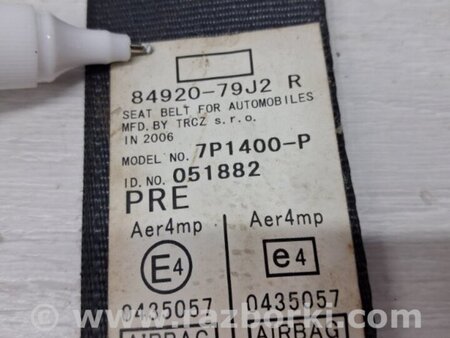 84920-79J2 R
SEAT BELT FOR AUTOMOBILES
MFD. BY TRCZ s.r.o.
IN 2006
MODEL NO. 7P1400-P
ID. NO. 051882
PRE
Aer4mp Aer4mp
E4 e4
0435057 0435057
AIRBAG AIRBAG
www.razborki.com